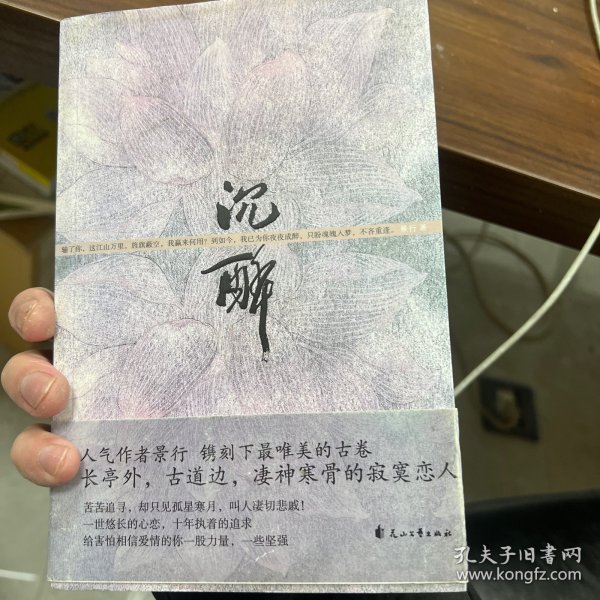 沉醉
输了你，这江山万里，旌旗蔽空，我赢来何用？到如今，我已为你夜夜成醉，只盼魂魄入梦，不吝重逢。 景行 著
人气作者景行 镌刻下最唯美的古卷
长亭外，古道边，凄神寒骨的寂寞恋人
苦苦追寻，却只见孤星寒月，叫人凄切悲戚！
一世悠长的心恋，十年执着的追求
给害怕相信爱情的你一股力量，一些坚强
花山文艺出版社
孔夫子旧书网
www.kongfz.com